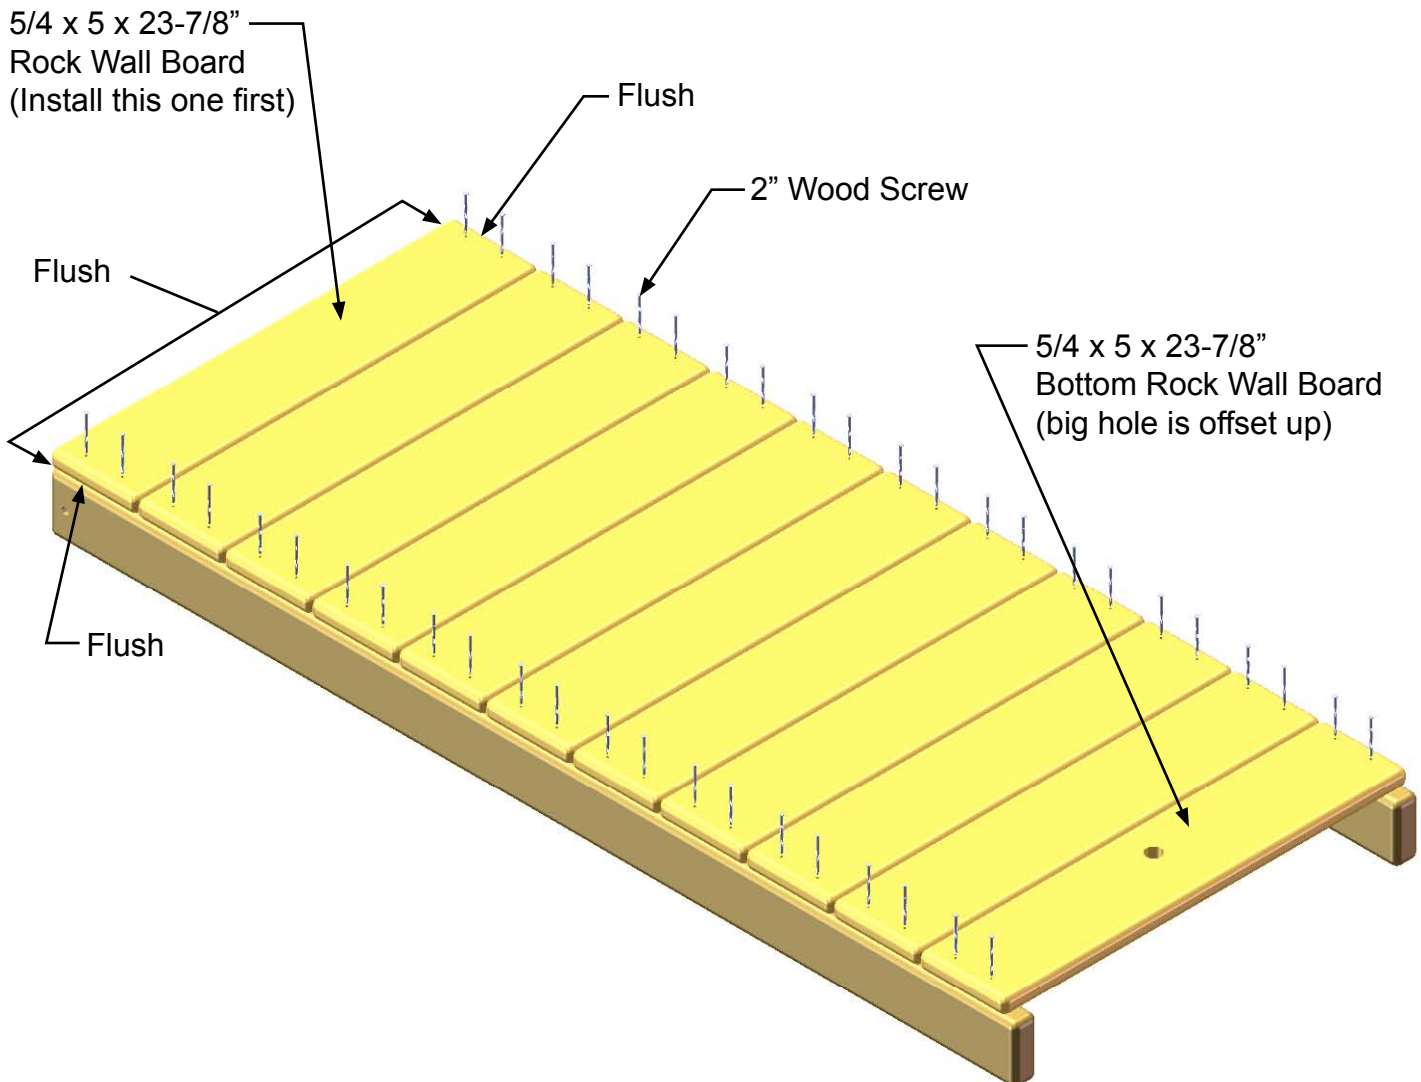 5/4 x 5 x 23-7/8”
Rock Wall Board
(Install this one first)
Flush
2” Wood Screw
Flush
5/4 x 5 x 23-7/8”
Bottom Rock Wall Board
(big hole is offset up)
Flush